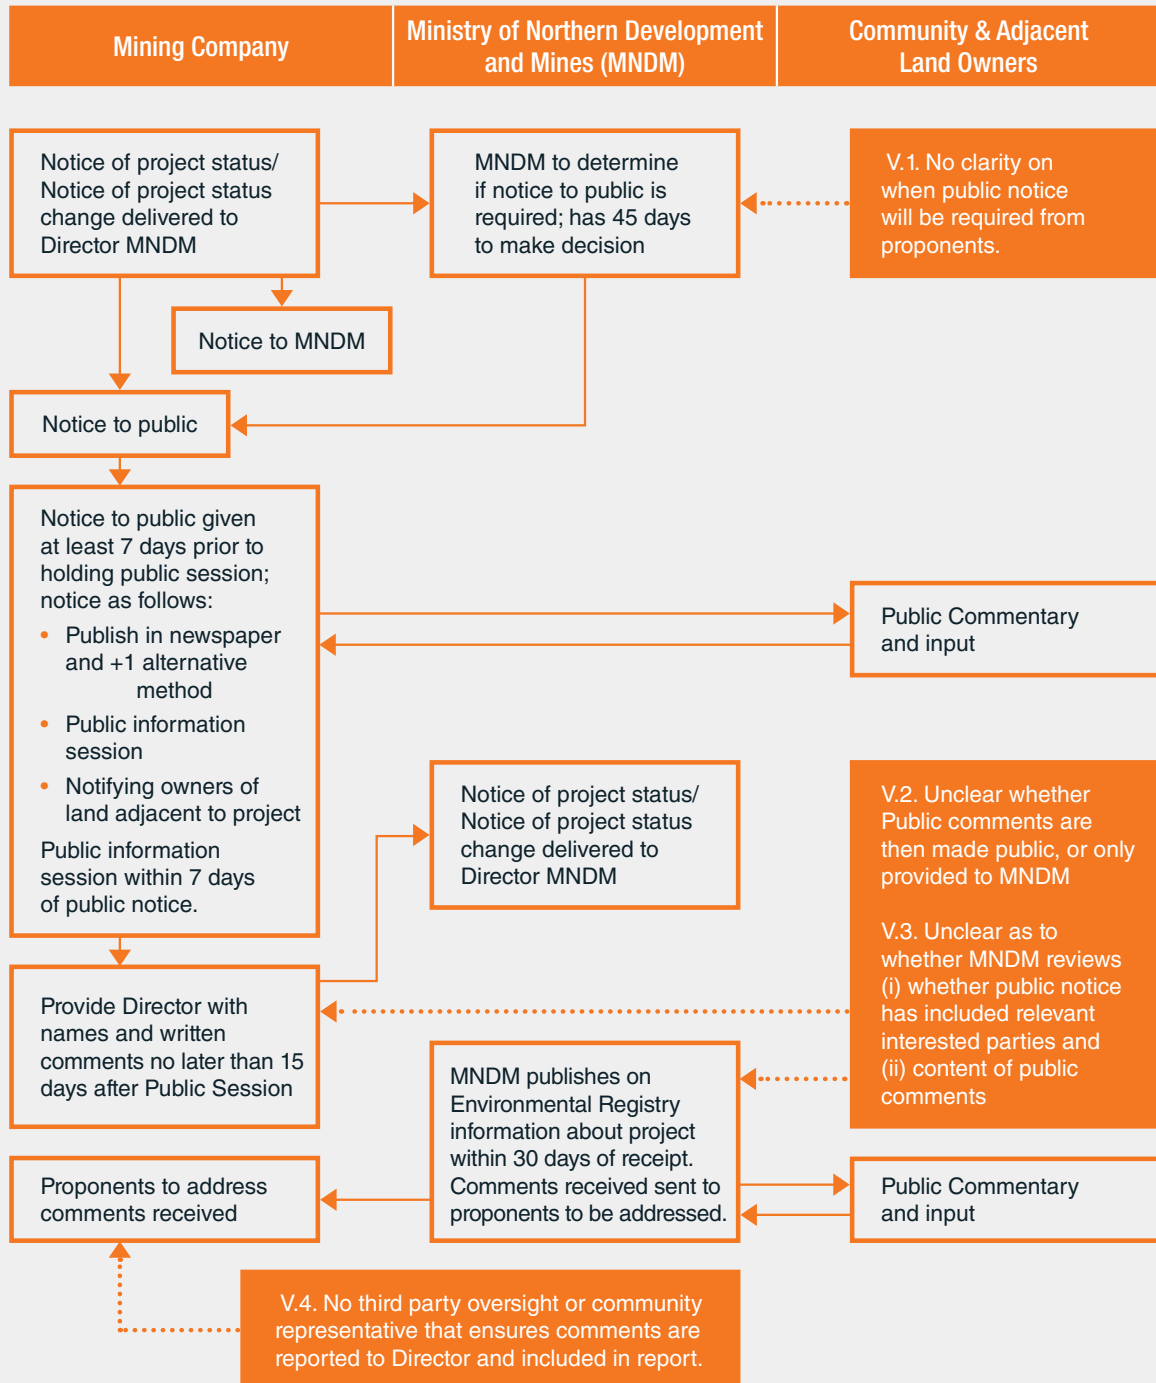 Mining Company
Ministry of Northern Development
and Mines (MNDM)
Community & Adjacent
Land Owners
Notice of project status/
Notice of project status
change delivered to
Director MNDM
MNDM to determine
if notice to public is
required; has 45 days
to make decision
V.1. No clarity on
when public notice
will be required from
proponents.
Notice to MNDM
Notice to public
Notice to public given
at least 7 days prior to
holding public session;
notice as follows:
• Publish in newspaper
and +1 alternative
method
• Public information
session
• Notifying owners of
land adjacent to project
Public information
session within 7 days
of public notice.
Public Commentary
and input
Notice of project status/
Notice of project status
change delivered to
Director MNDM
V.2. Unclear whether
Public comments are
then made public, or only
provided to MNDM
V.3. Unclear as to
whether MNDM reviews
(i) whether public notice
has included relevant
interested parties and
(ii) content of public
comments
Provide Director with
names and written
comments no later than 15
days after Public Session
MNDM publishes on
Environmental Registry
information about project
within 30 days of receipt.
Comments received sent to
proponents to be addressed.
Proponents to address
comments received
Public Commentary
and input
V.4. No third party oversight or community
representative that ensures comments are
reported to Director and included in report.